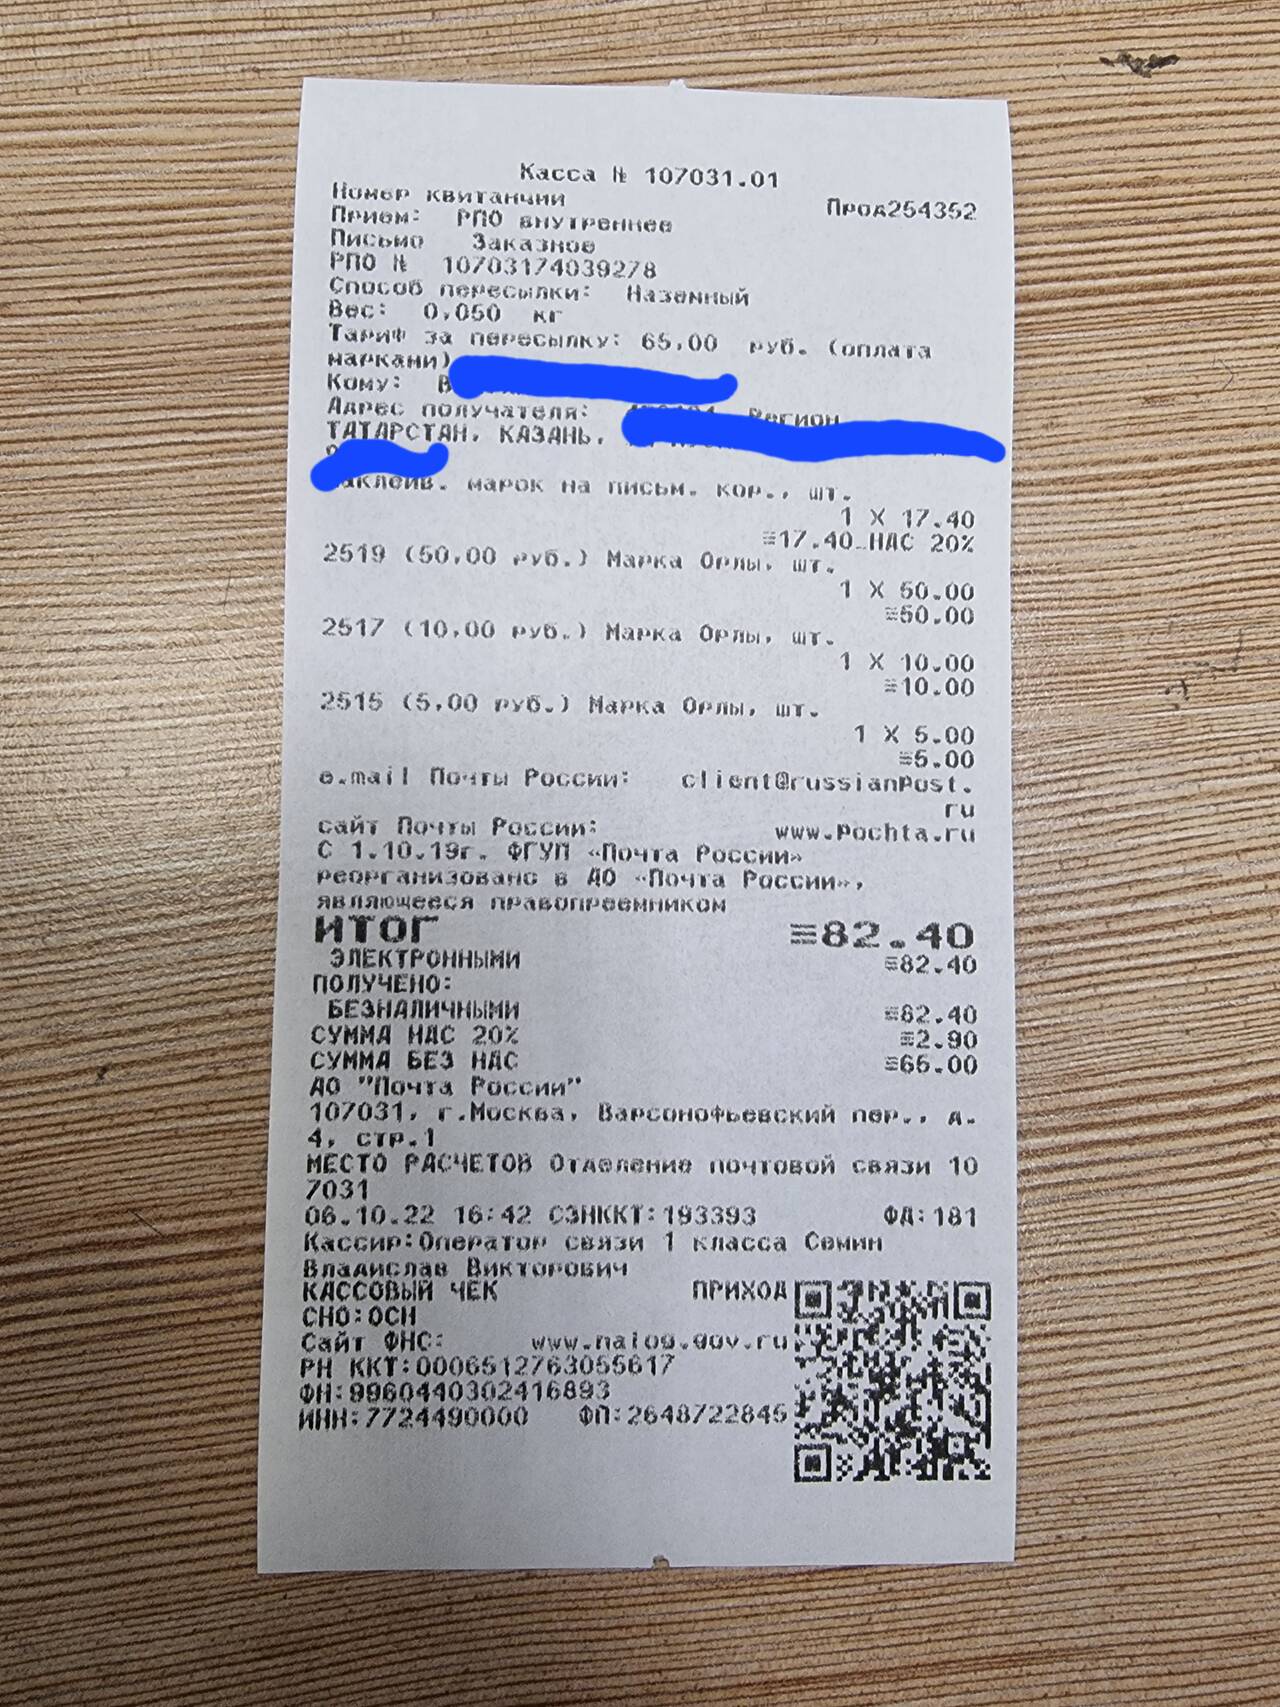 Касса № 107031.01
Номер квитанции Прод254352
Прием: РПО внутреннее
Письмо Заказное
РПО № 10703174039278
Способ пересылки: Наземный
Вес: 0,050 кг
Тариф за пересылку: 65,00 руб. (оплата
марками)
Кому:
Адрес получателя: Регион
ТАТАРСТАН, КАЗАНЬ,
Наклейв. марок на письм. кор., шт.
1 X 17.40
≡17.40 НДС 20%
2519 (50,00 руб.) Марка Орлы, шт.
1 X 50.00
≡50.00
2517 (10,00 руб.) Марка Орлы, шт.
1 X 10.00
≡10.00
2515 (5,00 руб.) Марка Орлы, шт.
1 X 5.00
≡5.00
e.mail Почты России: client@russianpost.
ru
сайт Почты России: www.pochta.ru
С 1.10.19г. ФГУП «Почта России»
реорганизовано в АО «Почта России»,
являющееся правопреемником
ИТОГ ≡82.40
ЭЛЕКТРОННЫМИ ≡82.40
ПОЛУЧЕНО:
БЕЗНАЛИЧНЫМИ ≡82.40
СУММА НДС 20% ≡2.90
СУММА БЕЗ НДС ≡65.00
АО "Почта России"
107031, г.Москва, Варсонофьевский пер., д.
4, стр.1
МЕСТО РАСЧЕТОВ Отделение почтовой связи 10
7031
06.10.22 16:42 СЗНККТ:193393 ФД:181
Кассир:Оператор связи 1 класса Семин
Владислав Викторович
КАССОВЫЙ ЧЕК ПРИХОД
СНО:ОСН
Сайт ФНС: www.nalog.gov.ru
РН ККТ:0006512763055617
ФН:9960440302416893
ИНН:7724490000 ФП:2648722845